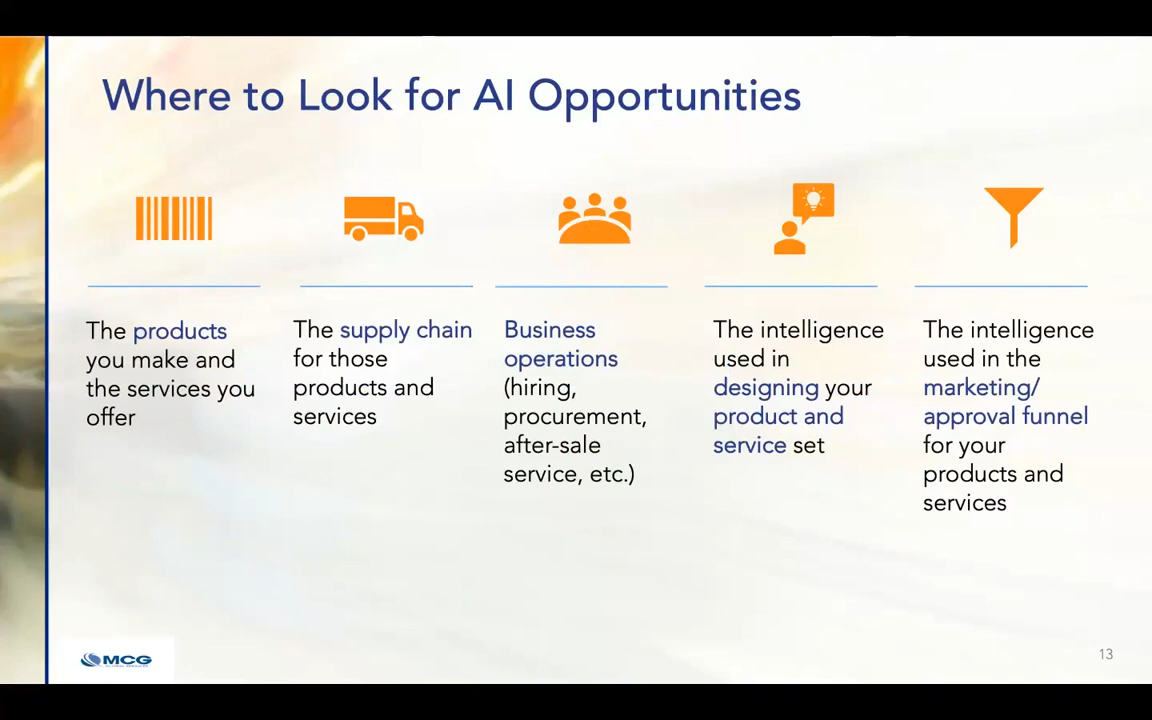 Where to Look for AI Opportunities
The products
you make and
the services you
offer
The supply chain
for those
products and
services
Business
operations
(hiring,
procurement,
after-sale
service, etc.)
The intelligence
used in
designing your
product and
service set
The intelligence
used in the
marketing/
approval funnel
for your
products and
services
MCG
13